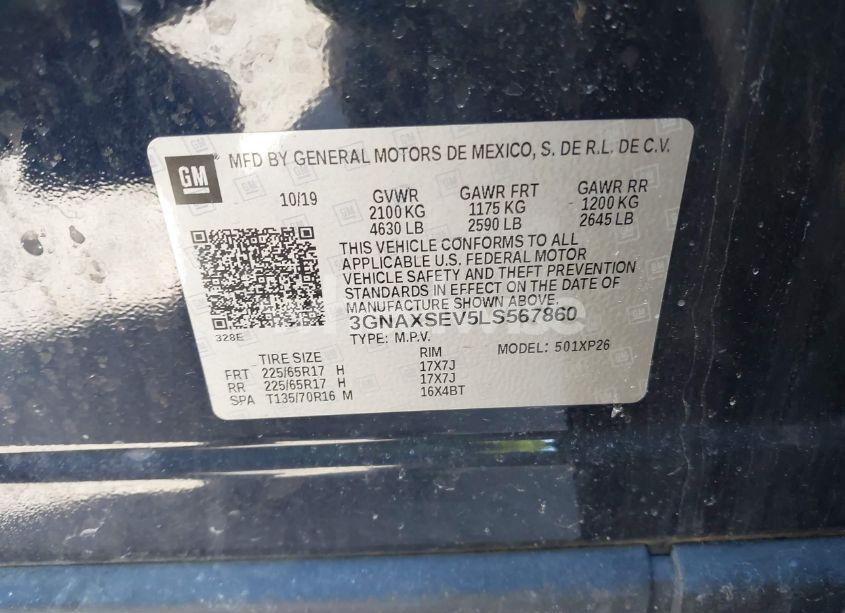 GM MFD BY GENERAL MOTORS DE MEXICO, S. DE R.L. DE C.V.
10/19 GVWR GAWR FRT GAWR RR
2100 KG 1175 KG 1200 KG
4630 LB 2590 LB 2645 LB
THIS VEHICLE CONFORMS TO ALL
APPLICABLE U.S. FEDERAL MOTOR
VEHICLE SAFETY AND THEFT PREVENTION
STANDARDS IN EFFECT ON THE DATE OF
MANUFACTURE SHOWN ABOVE.
3GNAXSEV5LS567860
328E TYPE: M.P.V. MODEL: 501XP26
TIRE SIZE RIM
FRT 225/65R17 H 17X7J
RR 225/65R17 H 17X7J
SPA T135/70R16 M 16X4BT